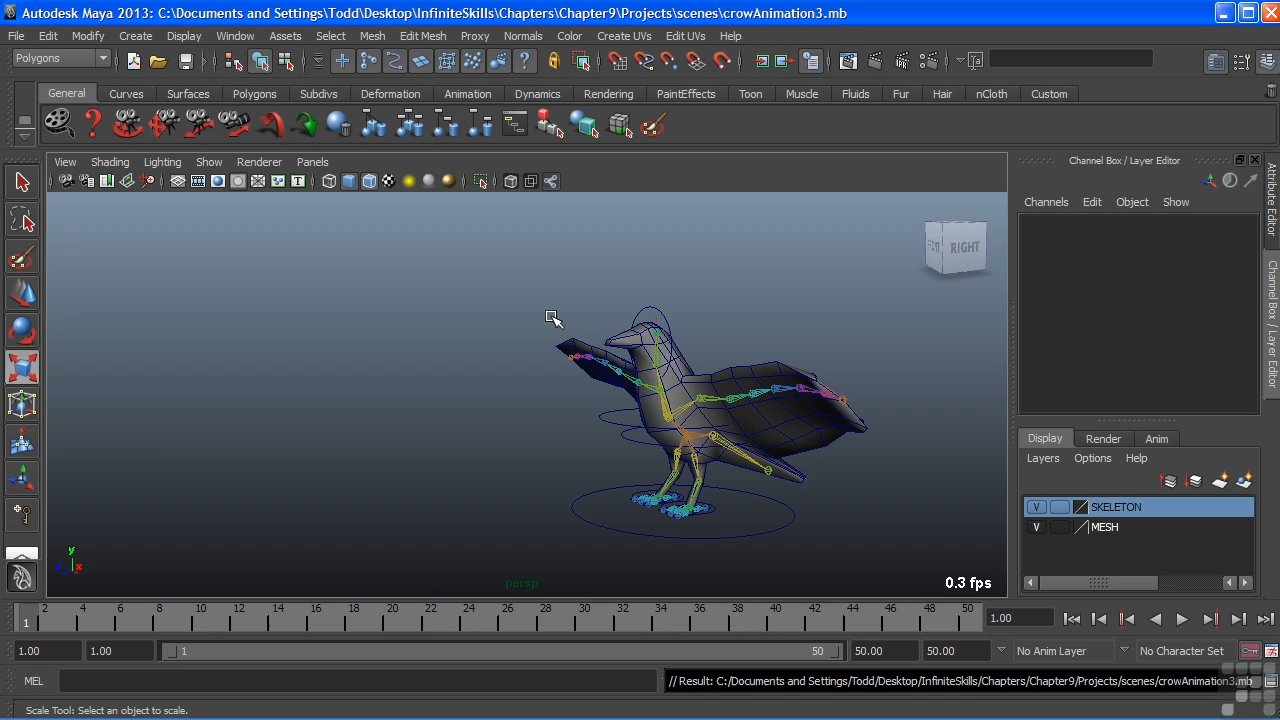 Autodesk Maya 2013: C:\Documents and Settings\Todd\Desktop\InfiniteSkills\Chapters\Chapter9\Projects\scenes\crowAnimation3.mb
File Edit Modify Create Display Window Assets Select Mesh Edit Mesh Proxy Normals Color Create UVs Edit UVs Help
Polygons
General Curves Surfaces Polygons Subdivs Deformation Animation Dynamics Rendering PaintEffects Toon Muscle Fluids Fur Hair nCloth Custom
View Shading Lighting Show Renderer Panels
Channel Box / Layer Editor
Channels Edit Object Show
Attribute Editor
Channel Box / Layer Editor
RIGHT
Display Render Anim
Layers Options Help
V SKELETON
V MESH
y
x
persp
0.3 fps
2 4 6 8 10 12 14 16 18 20 22 24 26 28 30 32 34 36 38 40 42 44 46 48 50
1
1.00
1.00 1.00 1 50 50.00 50.00 No Anim Layer No Character Set
MEL // Result: C:/Documents and Settings/Todd/Desktop/InfiniteSkills/Chapters/Chapter9/Projects/scenes/crowAnimation3.mb
Scale Tool: Select an object to scale.